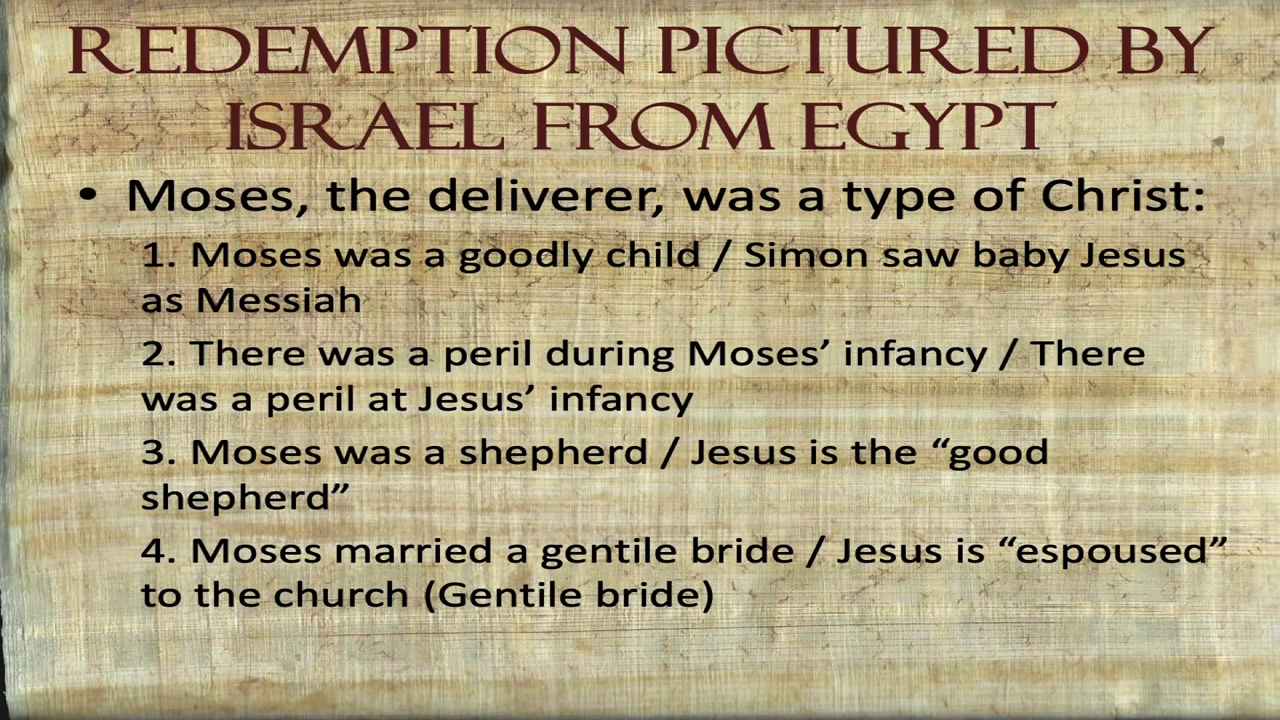 REDEMPTION PICTURED BY
ISRAEL FROM EGYPT
• Moses, the deliverer, was a type of Christ:
1. Moses was a goodly child / Simon saw baby Jesus
as Messiah
2. There was a peril during Moses’ infancy / There
was a peril at Jesus’ infancy
3. Moses was a shepherd / Jesus is the “good
shepherd”
4. Moses married a gentile bride / Jesus is “espoused”
to the church (Gentile bride)